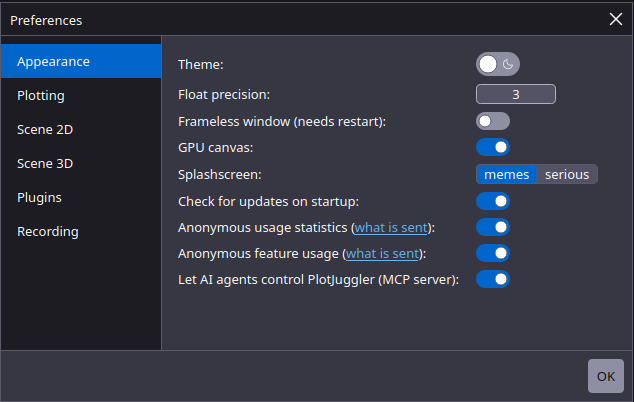 Preferences
Appearance
Plotting
Scene 2D
Scene 3D
Plugins
Recording
Theme:
Float precision: 3
Frameless window (needs restart):
GPU canvas:
Splashscreen: memes serious
Check for updates on startup:
Anonymous usage statistics (what is sent):
Anonymous feature usage (what is sent):
Let AI agents control PlotJuggler (MCP server):
OK